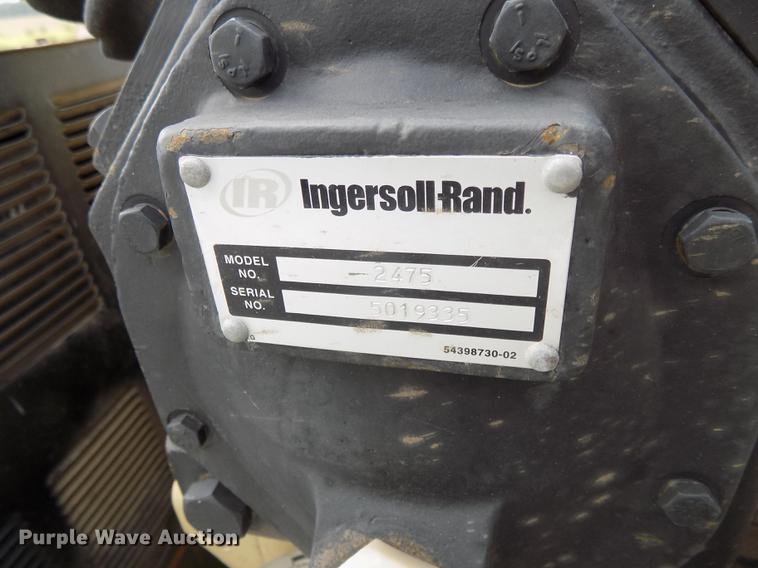 IR Ingersoll-Rand.
MODEL NO. 2475
SERIAL NO. 5019335
54398730-02
Purple Wave Auction